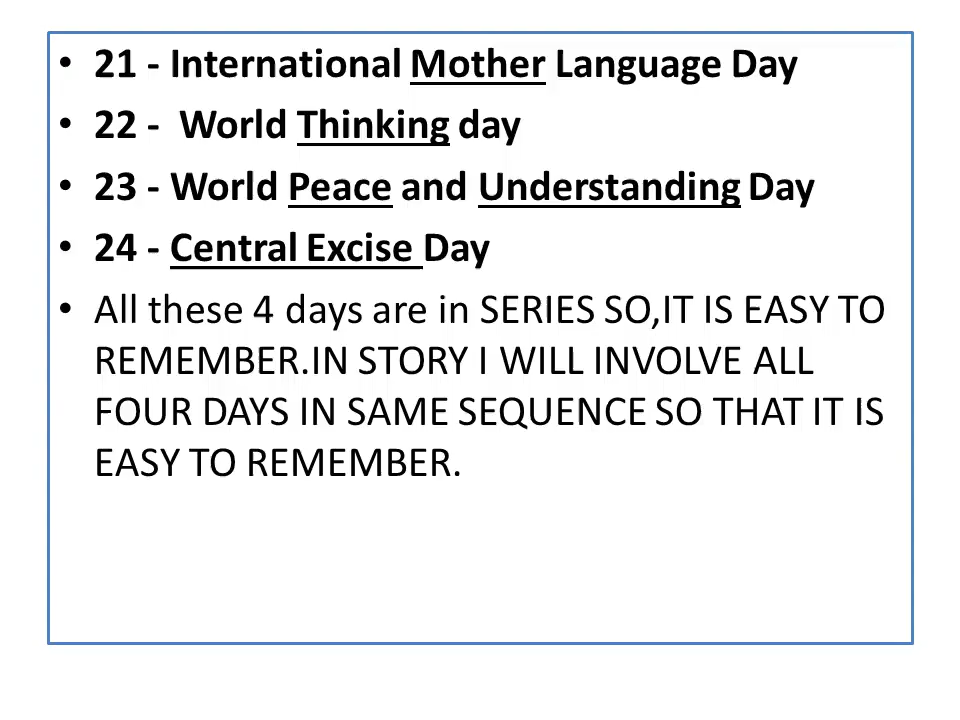 • 21 - International Mother Language Day
• 22 -  World Thinking day
• 23 - World Peace and Understanding Day
• 24 - Central Excise Day
• All these 4 days are in SERIES SO,IT IS EASY TO
REMEMBER.IN STORY I WILL INVOLVE ALL
FOUR DAYS IN SAME SEQUENCE SO THAT IT IS
EASY TO REMEMBER.